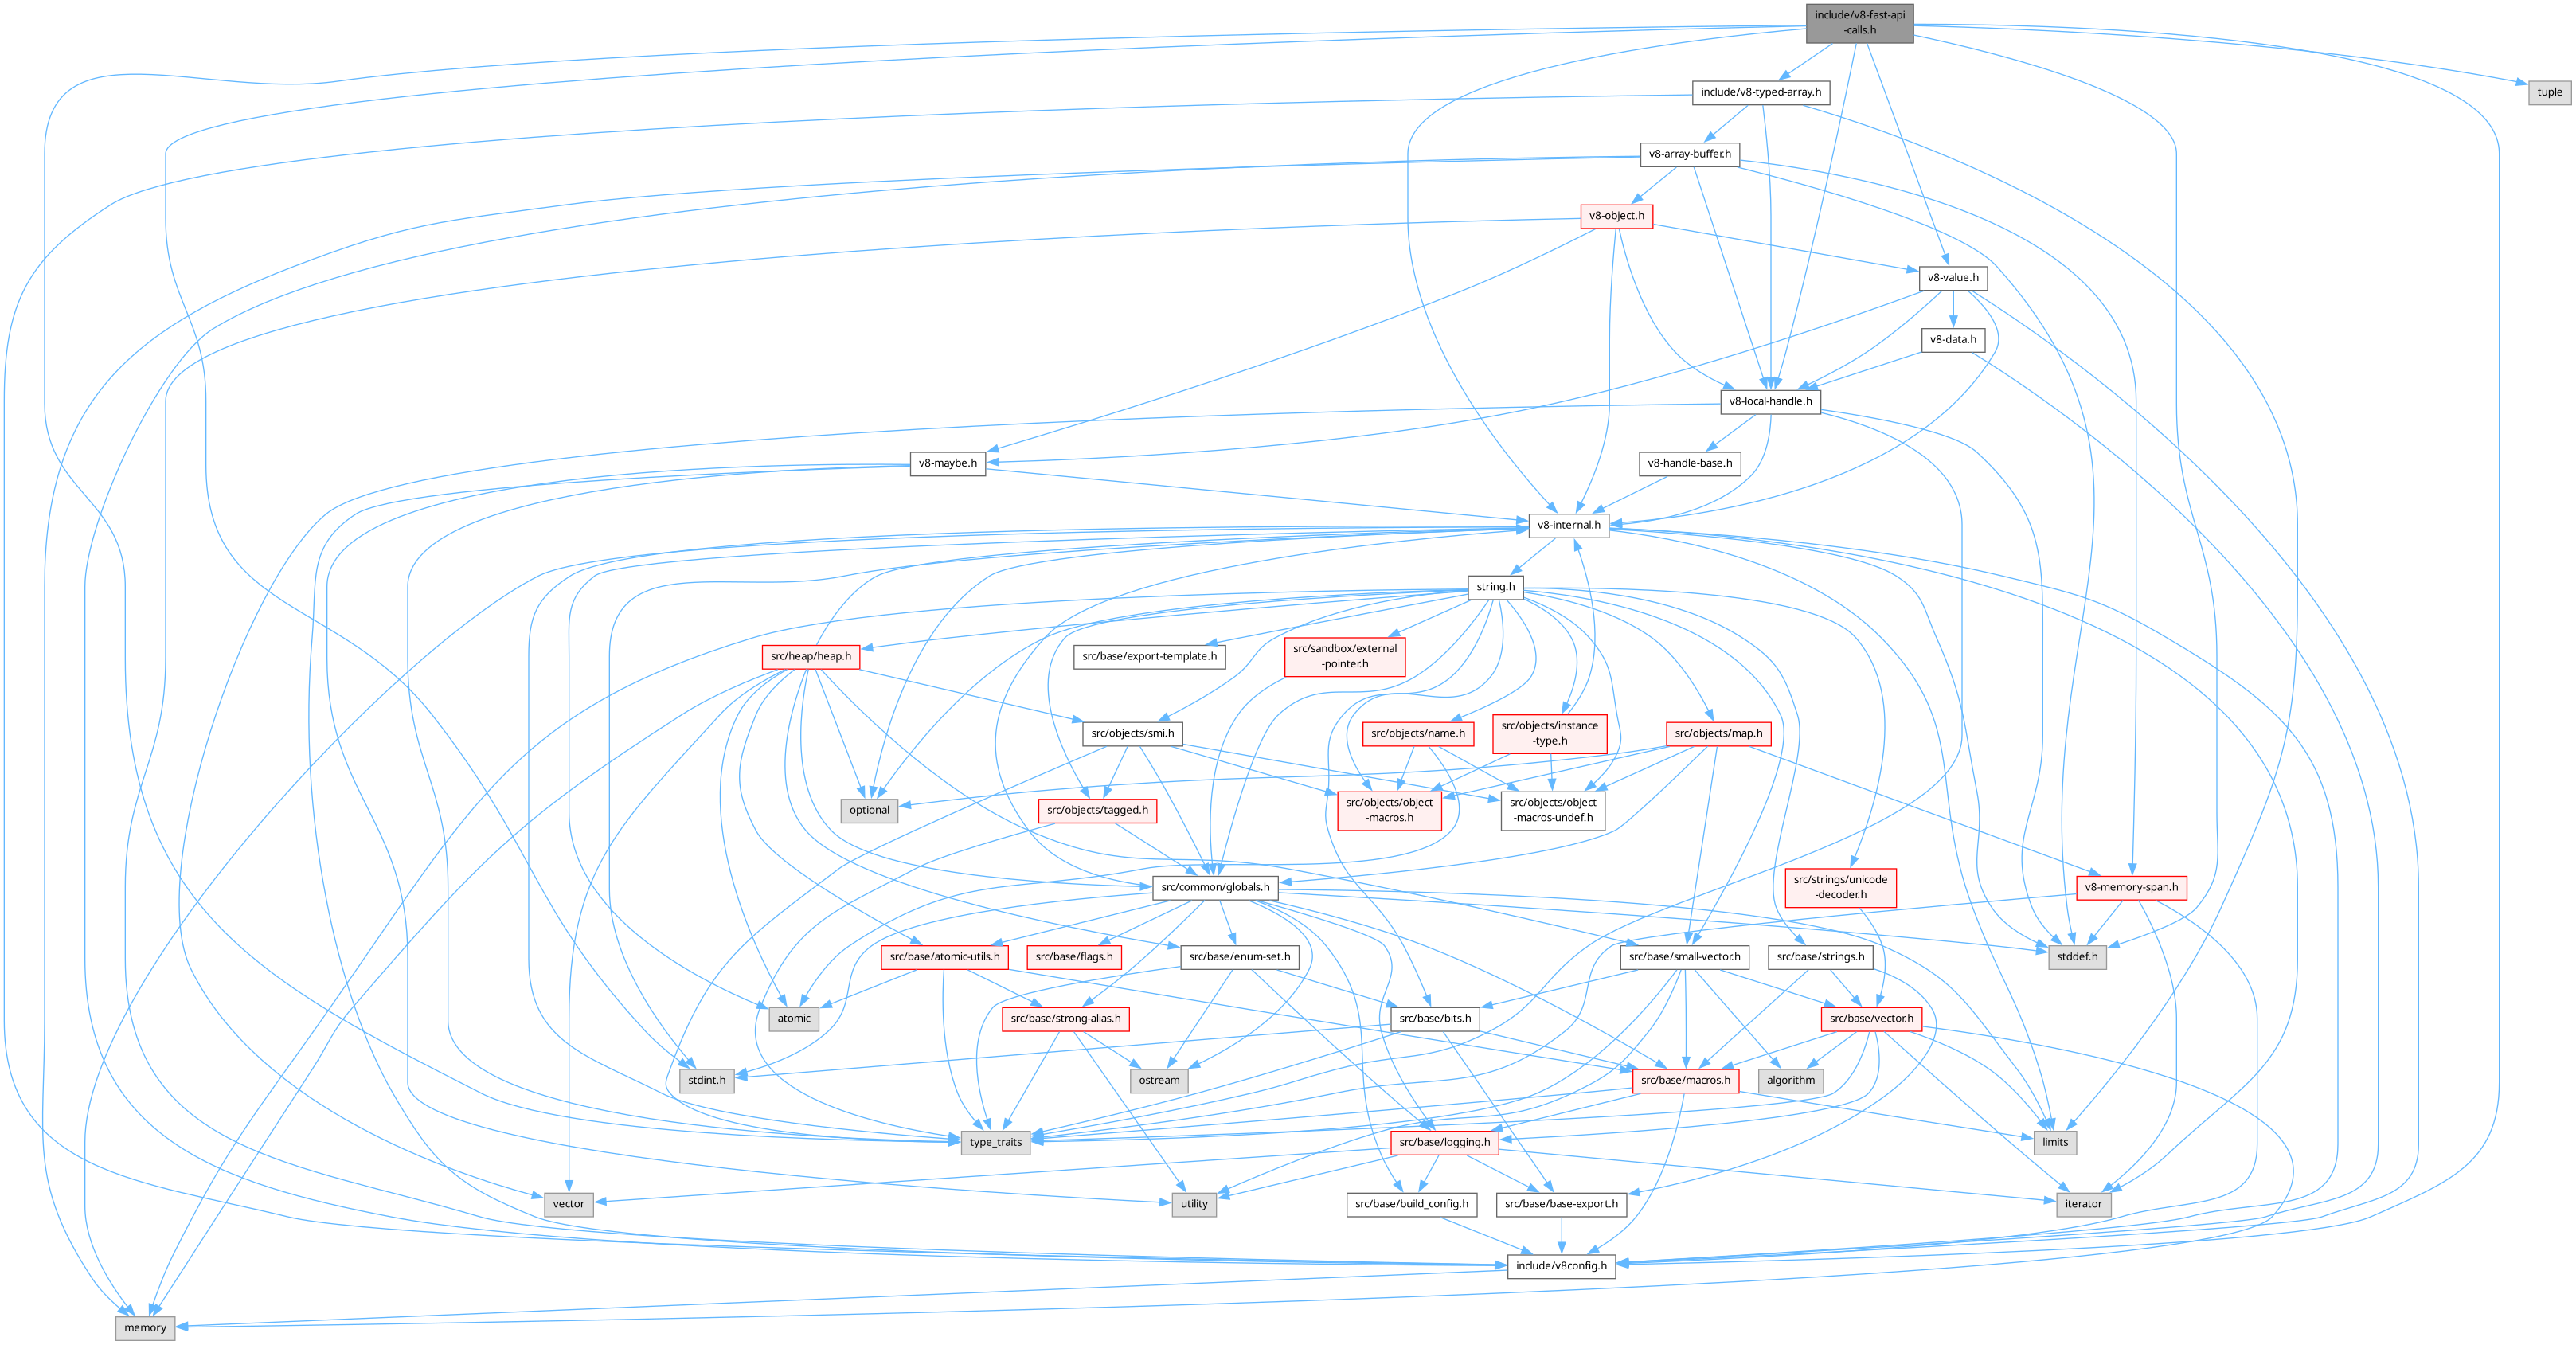 include/v8-fast-api
-calls.h
include/v8-typed-array.h
tuple
v8-array-buffer.h
v8-object.h
v8-value.h
v8-data.h
v8-local-handle.h
v8-maybe.h
v8-handle-base.h
v8-internal.h
string.h
src/heap/heap.h
src/base/export-template.h
src/sandbox/external
-pointer.h
src/objects/smi.h
src/objects/name.h
src/objects/instance
-type.h
src/objects/map.h
optional
src/objects/tagged.h
src/objects/object
-macros.h
src/objects/object
-macros-undef.h
src/common/globals.h
src/strings/unicode
-decoder.h
v8-memory-span.h
src/base/atomic-utils.h
src/base/flags.h
src/base/enum-set.h
src/base/small-vector.h
src/base/strings.h
stddef.h
atomic
src/base/strong-alias.h
src/base/bits.h
src/base/vector.h
stdint.h
ostream
src/base/macros.h
algorithm
type_traits
src/base/logging.h
limits
vector
utility
src/base/build_config.h
src/base/base-export.h
iterator
include/v8config.h
memory